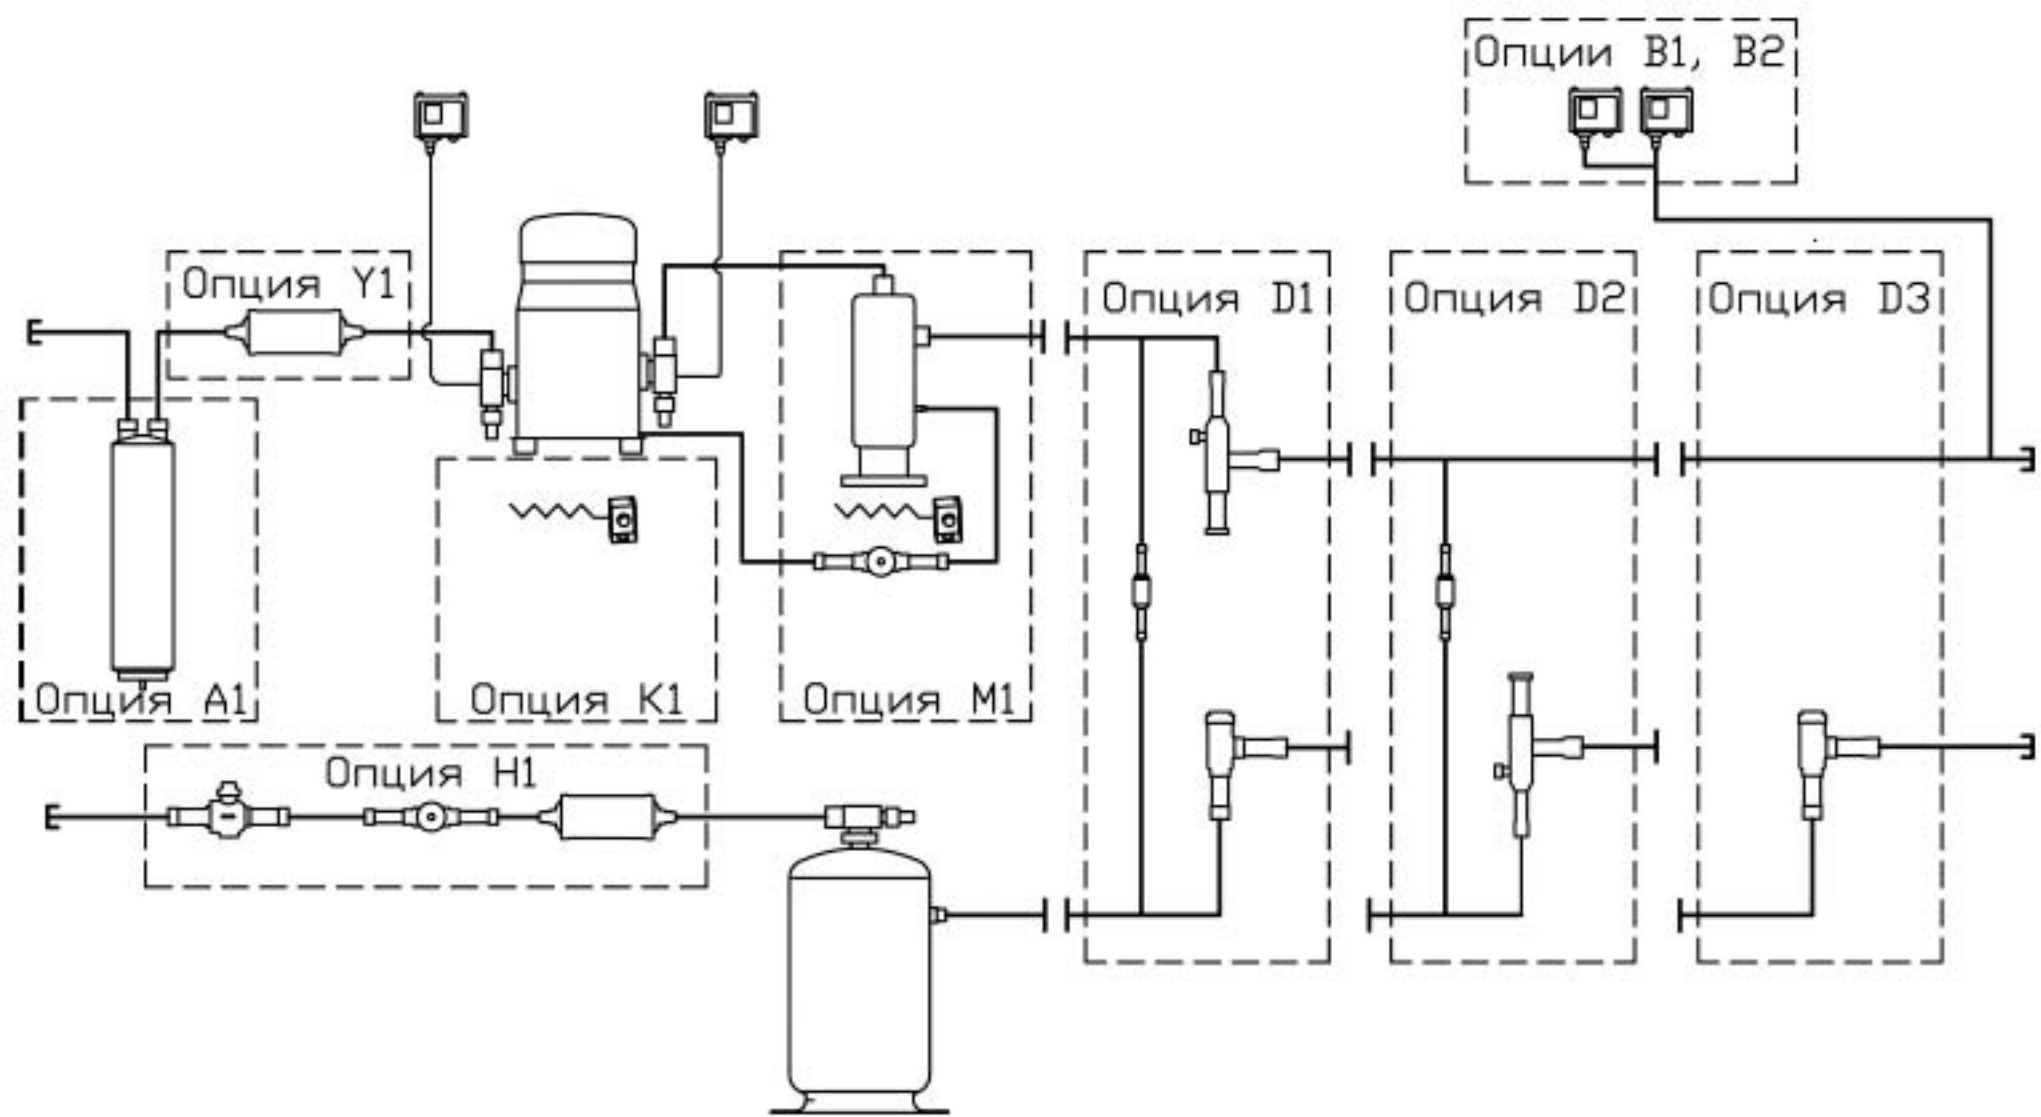 Опции B1, B2
Опция Y1
Опция D1
Опция D2
Опция D3
Опция A1
Опция K1
Опция M1
Опция H1